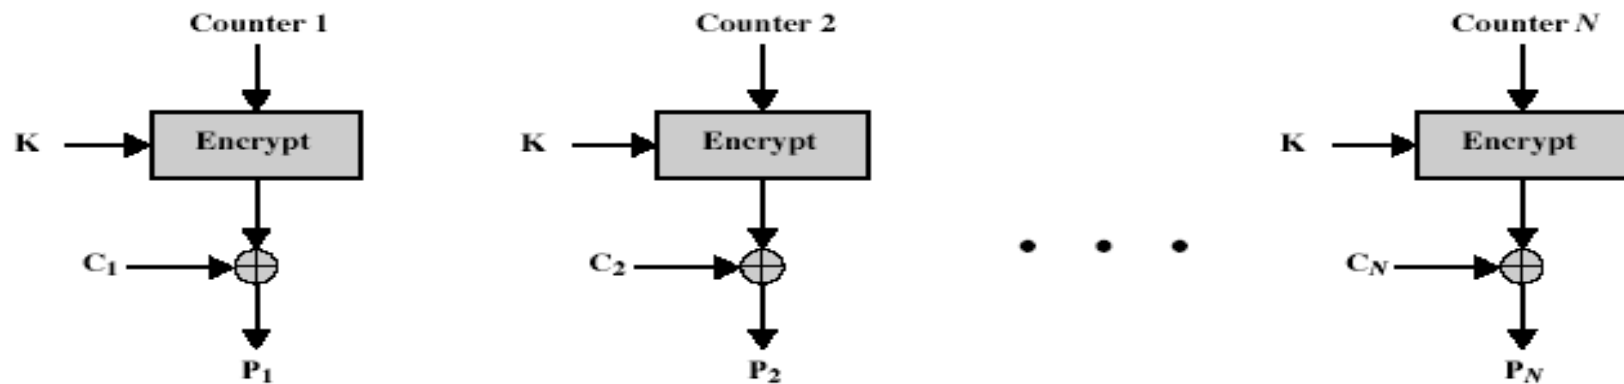 Counter 1 Counter 2 Counter N
K Encrypt K Encrypt K Encrypt
C1 C2 CN
P1 P2 PN